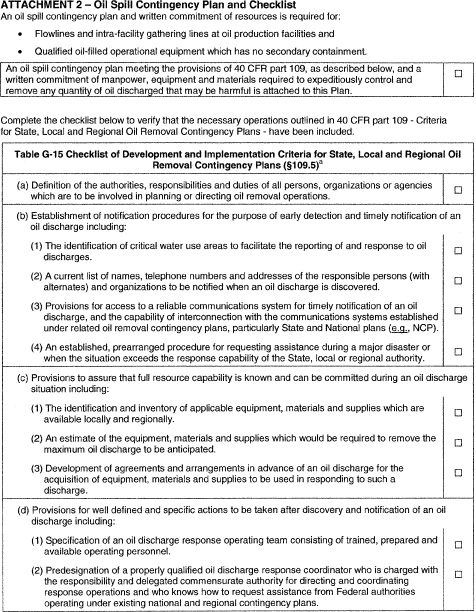 ATTACHMENT 2 – Oil Spill Contingency Plan and Checklist
An oil spill contingency plan and written commitment of resources is required for:
• Flowlines and intra-facility gathering lines at oil production facilities and
• Qualified oil-filled operational equipment which has no secondary containment.
An oil spill contingency plan meeting the provisions of 40 CFR part 109, as described below, and a
written commitment of manpower, equipment and materials required to expeditiously control and
remove any quantity of oil discharged that may be harmful is attached to this Plan.
☐
Complete the checklist below to verify that the necessary operations outlined in 40 CFR part 109 - Criteria
for State, Local and Regional Oil Removal Contingency Plans - have been included.
Table G-15 Checklist of Development and Implementation Criteria for State, Local and Regional Oil
Removal Contingency Plans (§109.5)ª
(a) Definition of the authorities, responsibilities and duties of all persons, organizations or agencies
which are to be involved in planning or directing oil removal operations.
☐
(b) Establishment of notification procedures for the purpose of early detection and timely notification of an
oil discharge including:
(1) The identification of critical water use areas to facilitate the reporting of and response to oil
discharges.
☐
(2) A current list of names, telephone numbers and addresses of the responsible persons (with
alternates) and organizations to be notified when an oil discharge is discovered.
☐
(3) Provisions for access to a reliable communications system for timely notification of an oil
discharge, and the capability of interconnection with the communications systems established
under related oil removal contingency plans, particularly State and National plans (e.g., NCP).
☐
(4) An established, prearranged procedure for requesting assistance during a major disaster or
when the situation exceeds the response capability of the State, local or regional authority.
☐
(c) Provisions to assure that full resource capability is known and can be committed during an oil discharge
situation including:
(1) The identification and inventory of applicable equipment, materials and supplies which are
available locally and regionally.
☐
(2) An estimate of the equipment, materials and supplies which would be required to remove the
maximum oil discharge to be anticipated.
☐
(3) Development of agreements and arrangements in advance of an oil discharge for the
acquisition of equipment, materials and supplies to be used in responding to such a
discharge.
☐
(d) Provisions for well defined and specific actions to be taken after discovery and notification of an oil
discharge including:
(1) Specification of an oil discharge response operating team consisting of trained, prepared and
available operating personnel.
☐
(2) Predesignation of a properly qualified oil discharge response coordinator who is charged with
the responsibility and delegated commensurate authority for directing and coordinating
response operations and who knows how to request assistance from Federal authorities
operating under existing national and regional contingency plans.
☐